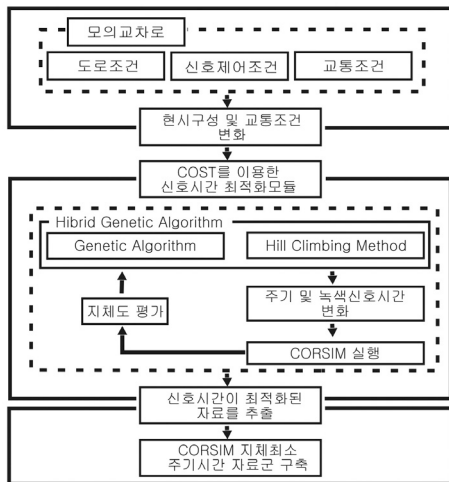 모의교차로
도로조건
신호제어조건
교통조건
현시구성 및 교통조건
변화
COST를 이용한
신호시간 최적화모듈
Hibrid Genetic Algorithm
Genetic Algorithm
Hill Climbing Method
지체도 평가
주기 및 녹색신호시간
변화
CORSIM 실행
신호시간이 최적화된
자료를 추출
CORSIM 지체최소
주기시간 자료군 구축